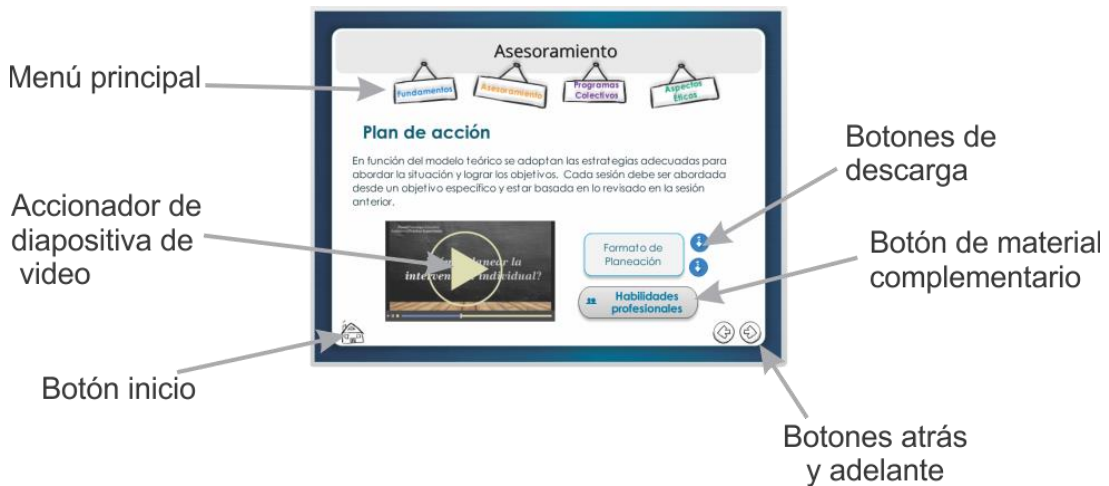 Asesoramiento
Menú principal
Fundamentos
Asesoramiento
Programas
Colectivos
Aspectos
Éticos
Plan de acción
En función del modelo teórico se adoptan las estrategias adecuadas para
abordar la situación y lograr los objetivos. Cada sesión debe ser abordada
desde un objetivo específico y estar basada en lo revisado en la sesión
anterior.
Botones de
descarga
Accionador de
diapositiva de
video
planear la
individual?
Formato de
Planeación
Habilidades
profesionales
Botón de material
complementario
Botón inicio
Botones atrás
y adelante